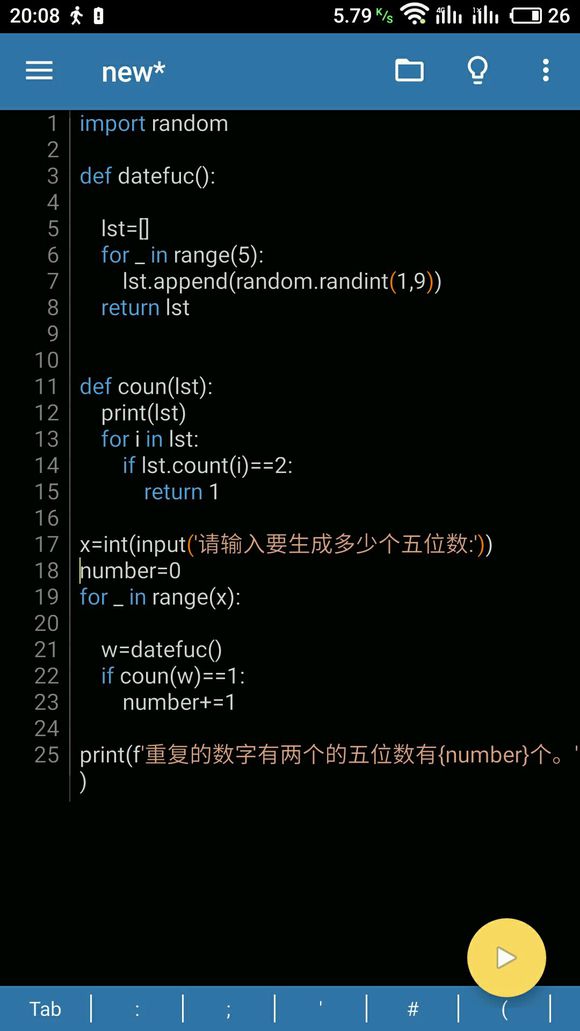 20:08 5.79 K/s 4G 1X 26
new*
1 import random
2
3 def datefuc():
4
5 lst=[]
6 for _ in range(5):
7 lst.append(random.randint(1,9))
8 return lst
9
10
11 def coun(lst):
12 print(lst)
13 for i in lst:
14 if lst.count(i)==2:
15 return 1
16
17 x=int(input('请输入要生成多少个五位数:'))
18 number=0
19 for _ in range(x):
20
21 w=datefuc()
22 if coun(w)==1:
23 number+=1
24
25 print(f'重复的数字有两个的五位数有{number}个。'
)
Tab : ; ' # (